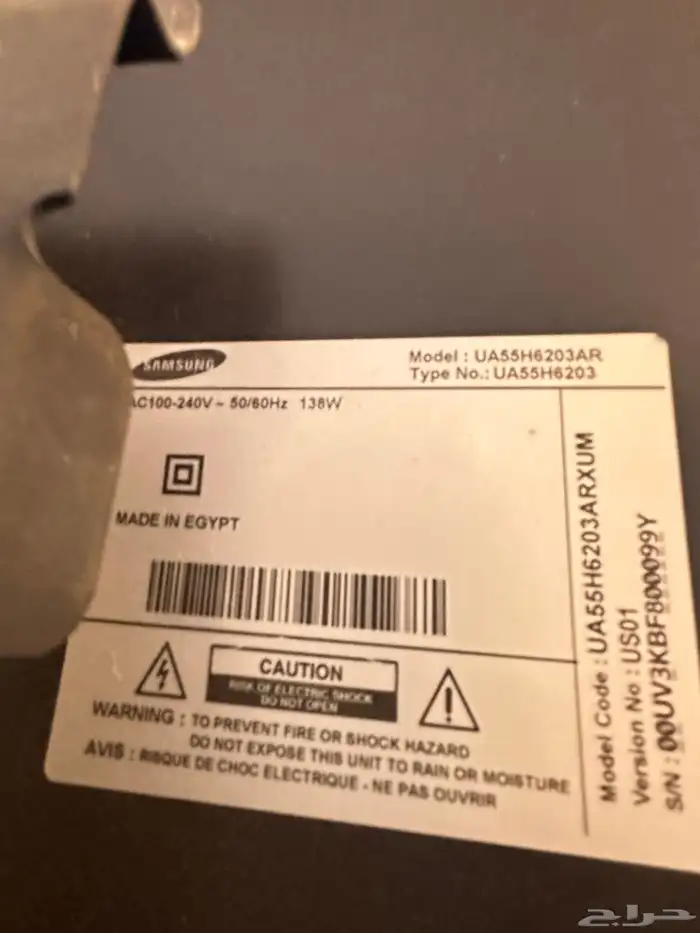 SAMSUNG
Model : UA55H6203AR
Type No.: UA55H6203
AC100-240V ~ 50/60Hz 138W
MADE IN EGYPT
CAUTION
RISK OF ELECTRIC SHOCK
DO NOT OPEN
WARNING : TO PREVENT FIRE OR SHOCK HAZARD
DO NOT EXPOSE THIS UNIT TO RAIN OR MOISTURE
AVIS : RISQUE DE CHOC ELECTRIQUE - NE PAS OUVRIR
Model Code : UA55H6203ARXUM
Version No : US01
S/N : 00UV3KBF800099Y
حراج